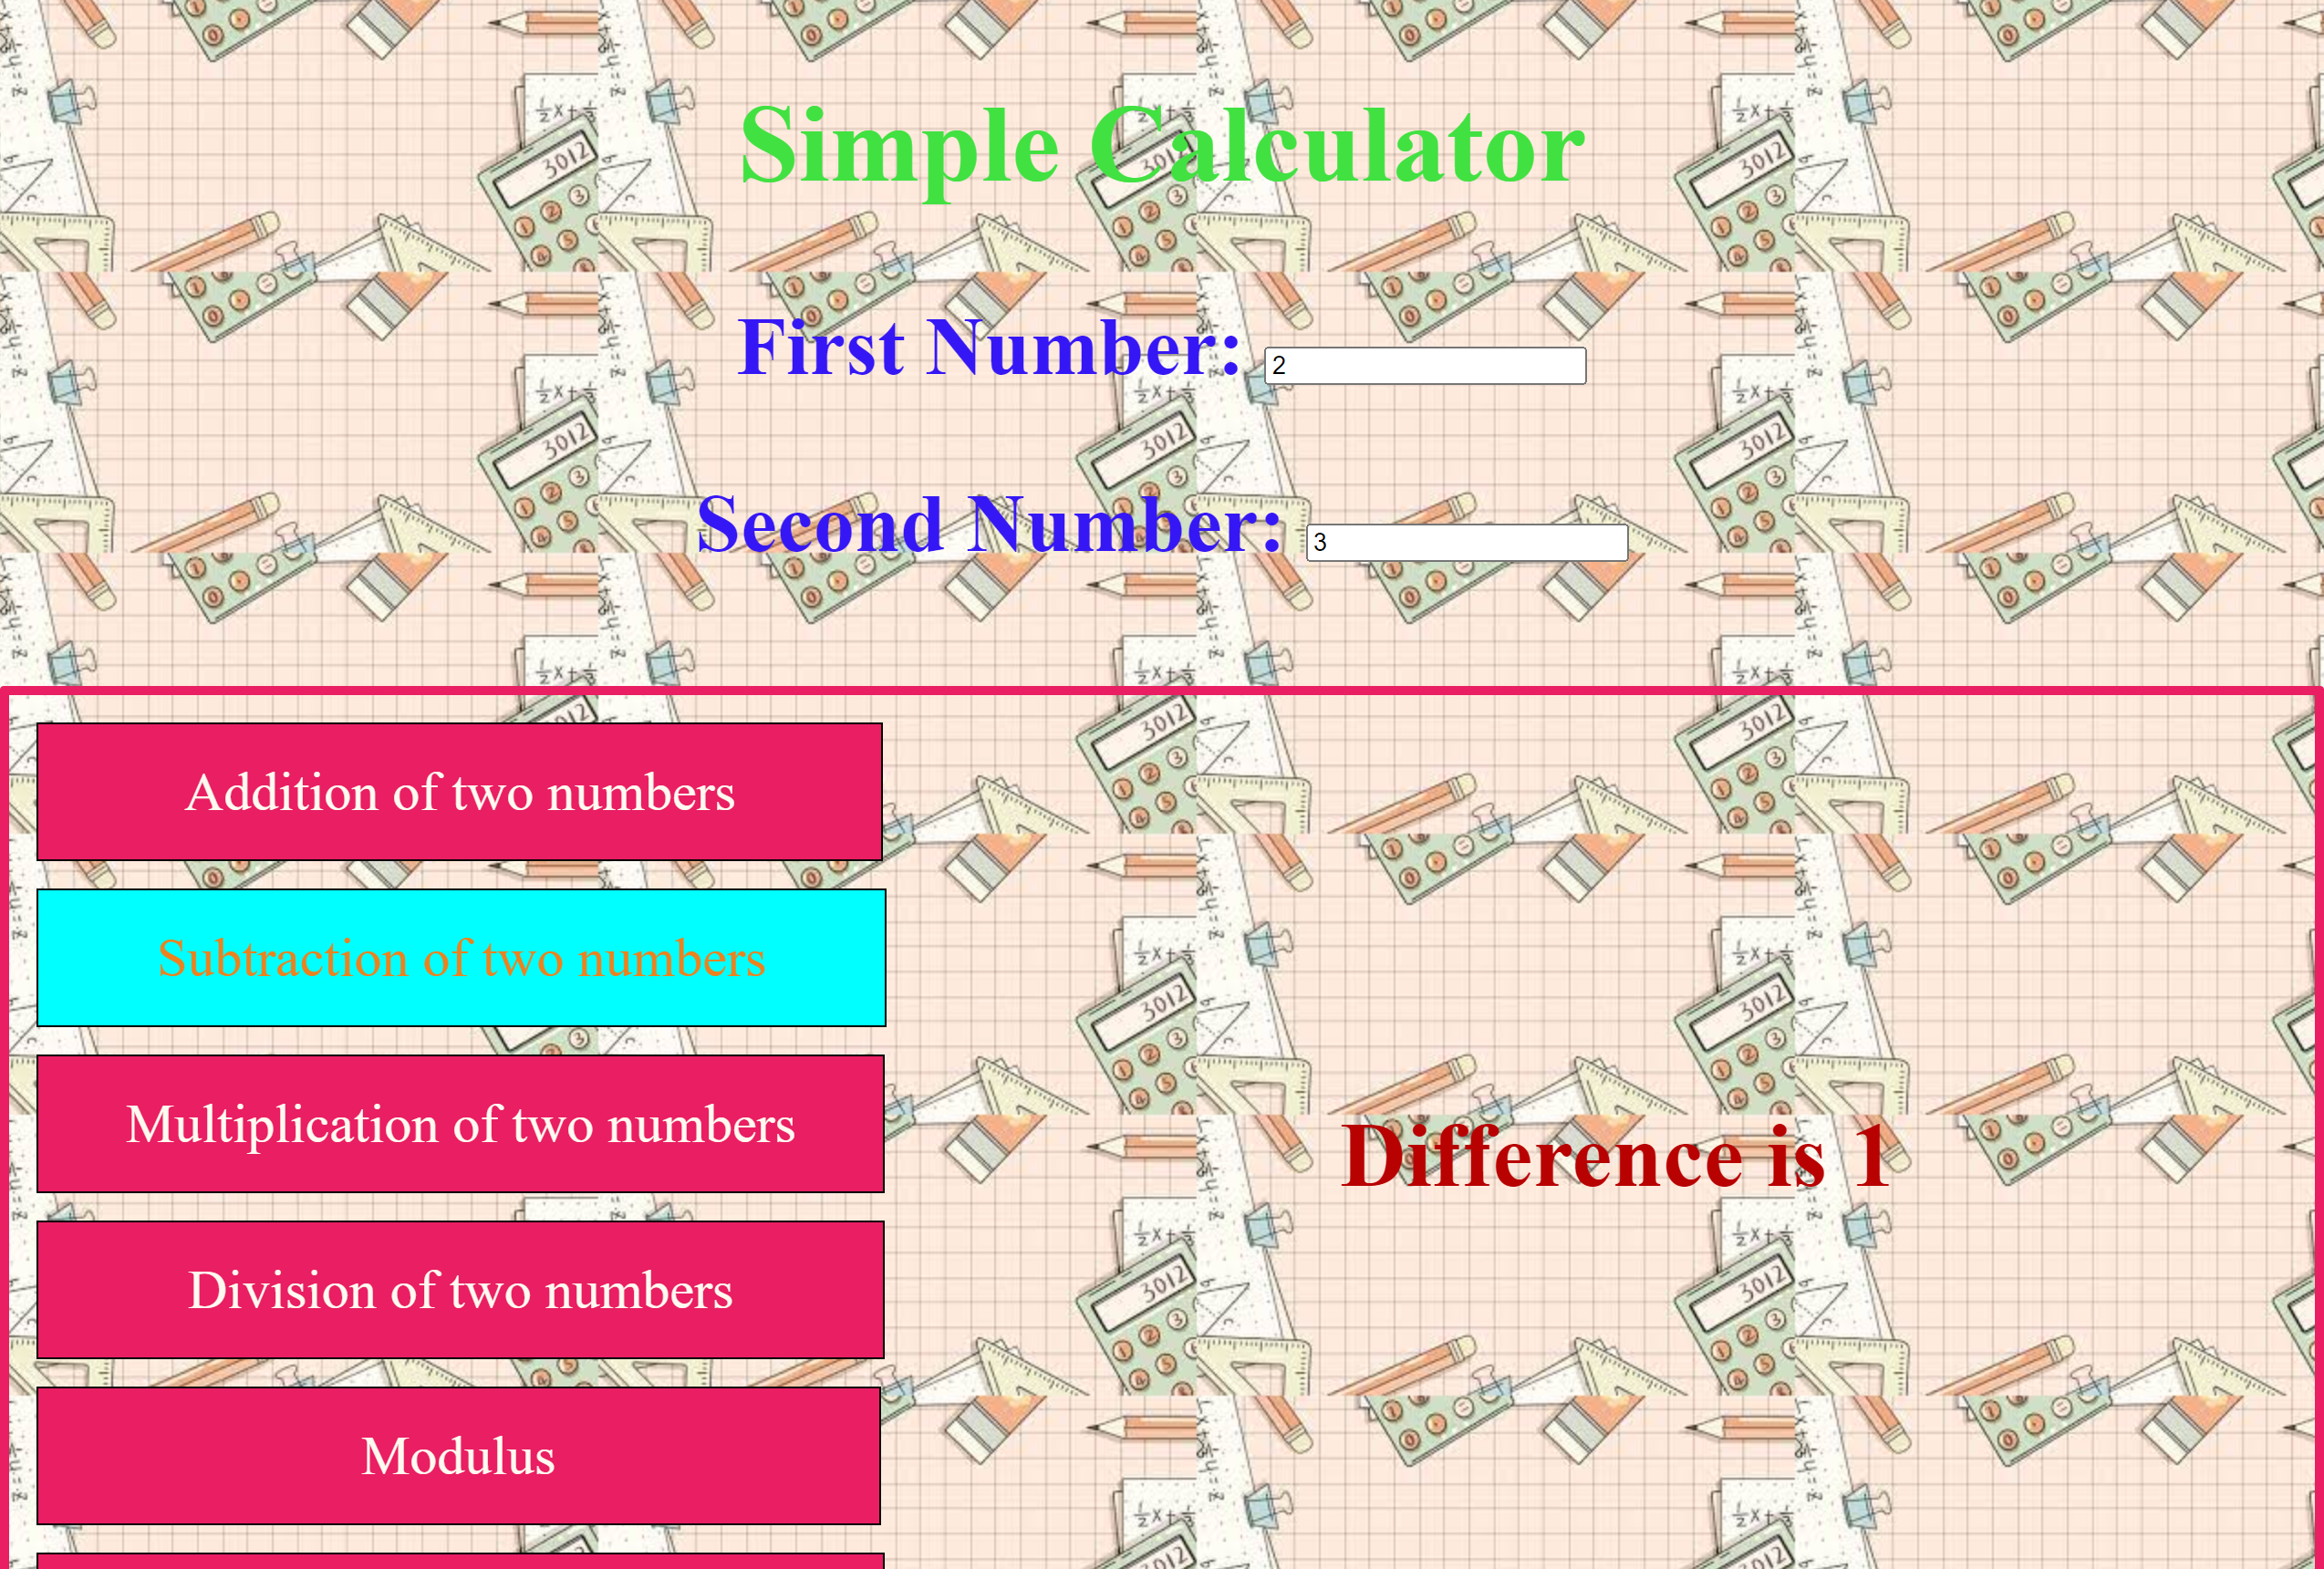 Simple Calculator
First Number: 2
Second Number: 3
Addition of two numbers
Subtraction of two numbers
Multiplication of two numbers
Division of two numbers
Difference is 1
Modulus